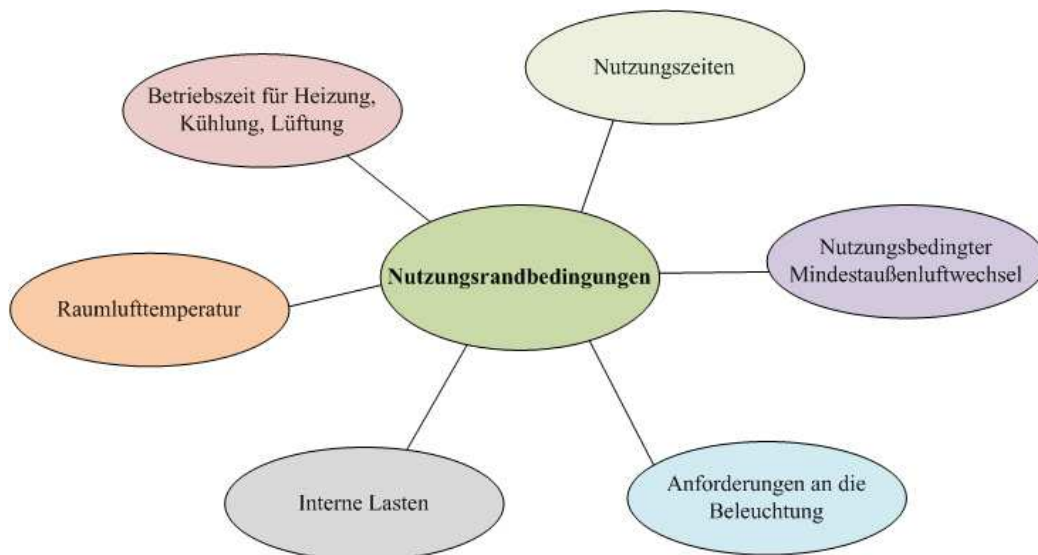 Nutzungszeiten
Betriebszeit für Heizung,
Kühlung, Lüftung
Nutzungsbedingter
Mindestaußenluftwechsel
Nutzungsrandbedingungen
Raumlufttemperatur
Anforderungen an die
Beleuchtung
Interne Lasten